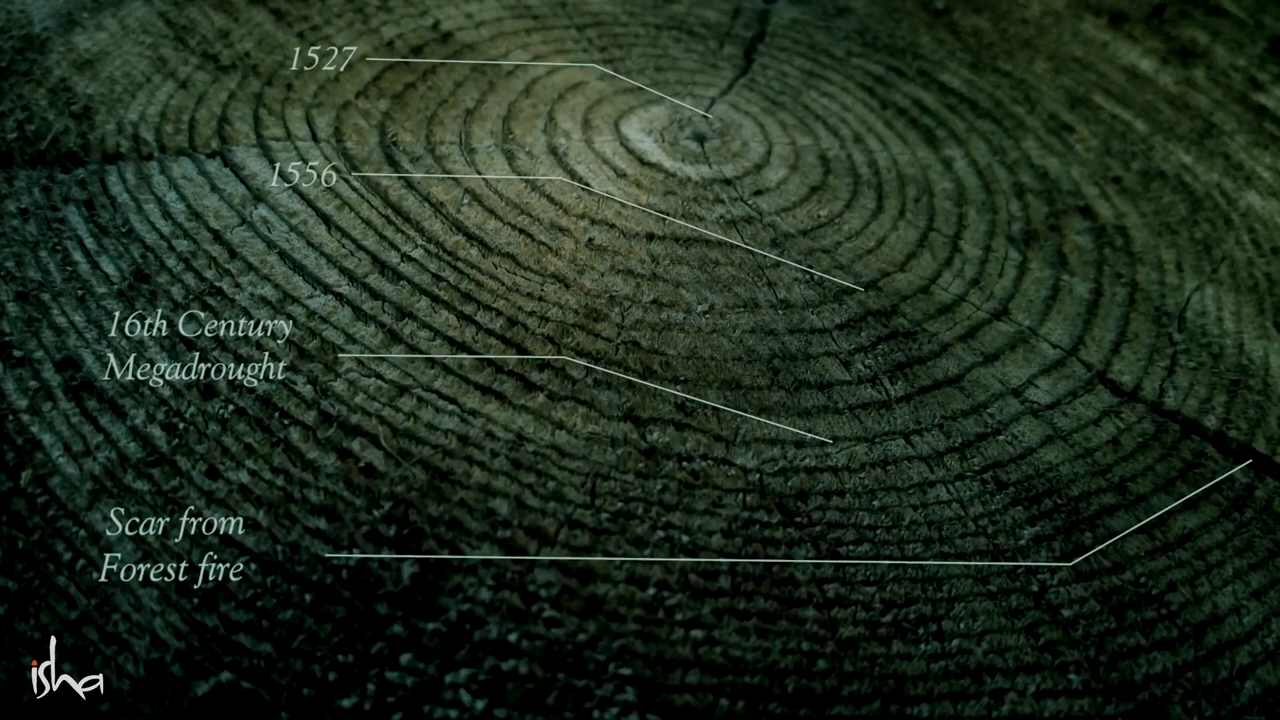 1527
1556
16th Century
Megadrought
Scar from
Forest fire
isha